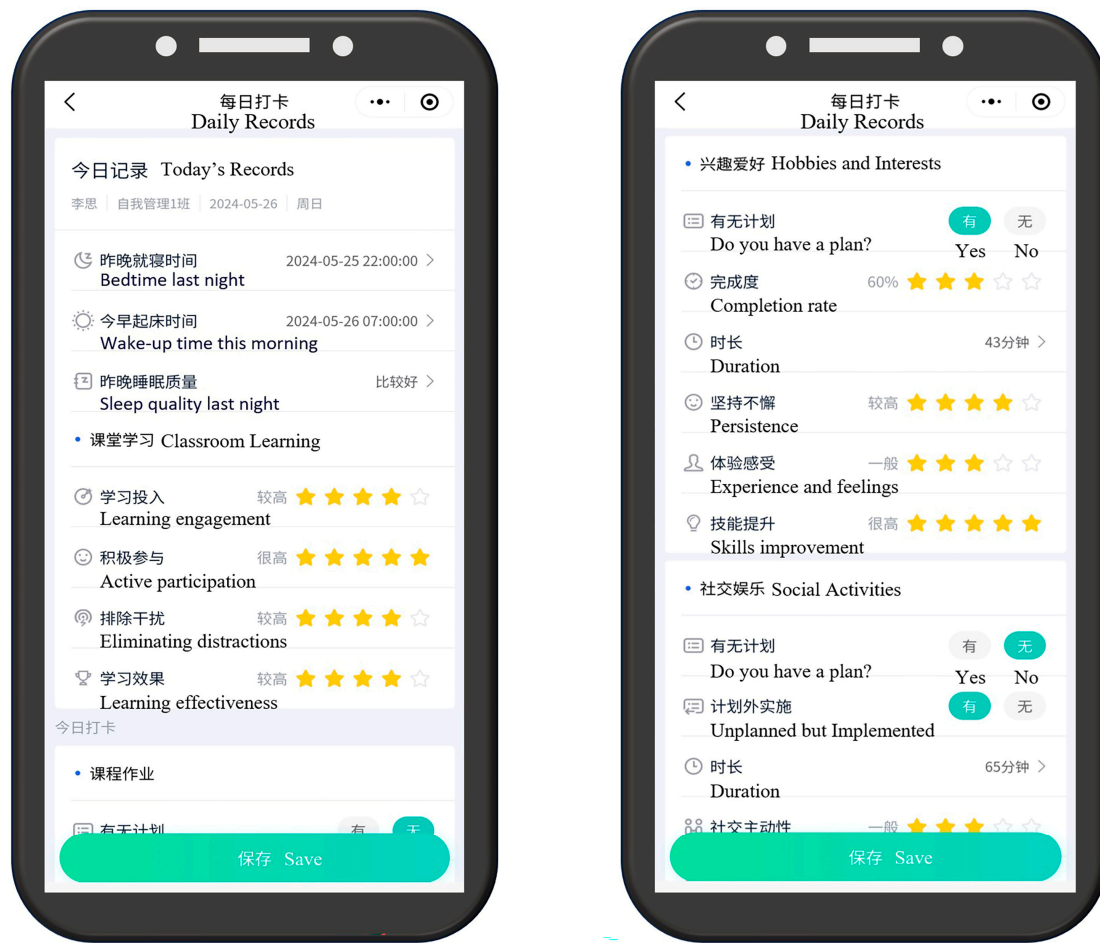 每日打卡
Daily Records
今日记录 Today's Records
李思 自我管理1班 2024-05-26 周日
昨晚就寝时间 2024-05-25 22:00:00
Bedtime last night
今早起床时间 2024-05-26 07:00:00
Wake-up time this morning
昨晚睡眠质量 比较好
Sleep quality last night
• 课堂学习 Classroom Learning
学习投入 较高
Learning engagement
积极参与 很高
Active participation
排除干扰 较高
Eliminating distractions
学习效果 较高
Learning effectiveness
今日打卡
• 课程作业
有无计划 有 无
保存 Save
每日打卡
Daily Records
• 兴趣爱好 Hobbies and Interests
有无计划 有 无
Do you have a plan? Yes No
完成度 60%
Completion rate
时长 43分钟
Duration
坚持不懈 较高
Persistence
体验感受 一般
Experience and feelings
技能提升 很高
Skills improvement
• 社交娱乐 Social Activities
有无计划 有 无
Do you have a plan? Yes No
计划外实施 有 无
Unplanned but Implemented
时长 65分钟
Duration
社交主动性 一般
保存 Save